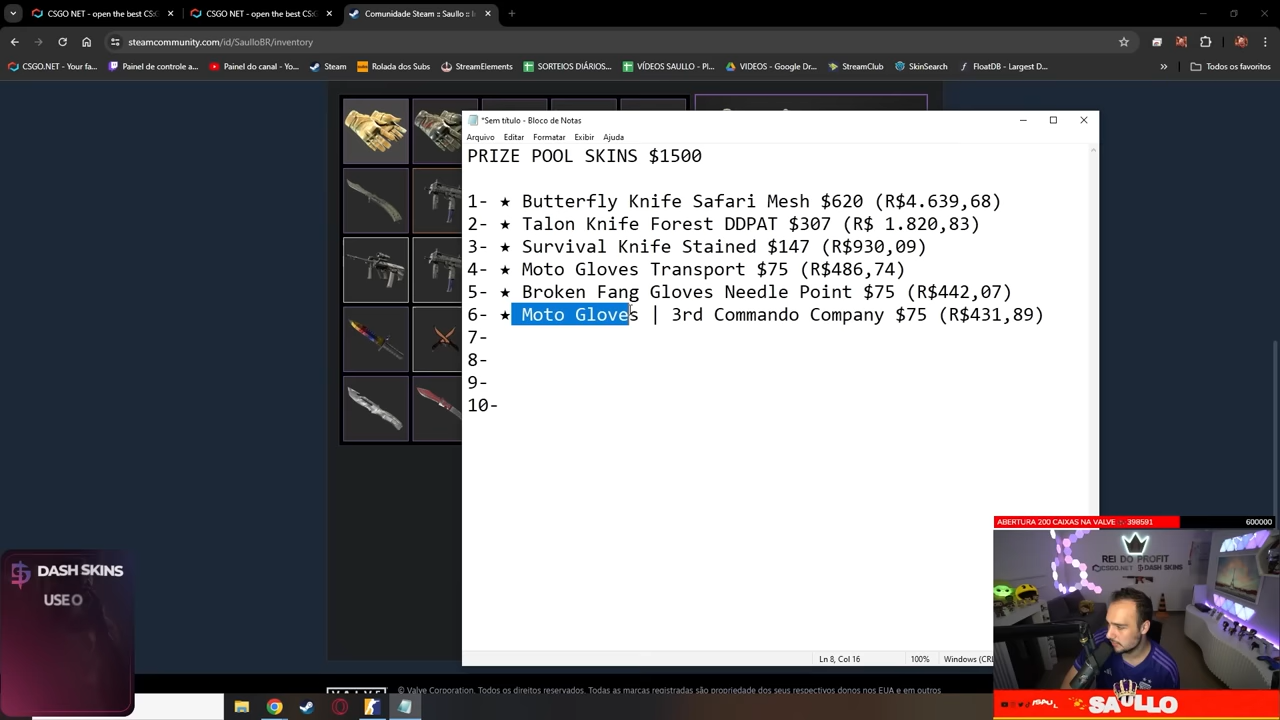 CSGO NET - open the best CS:
CSGO NET - open the best CS:G
Comunidade Steam :: Saullo :: I
steamcommunity.com/id/SaulloBR/inventory
CSGO.NET - Your fa...
Painel de controle a...
Painel do canal - Yo...
Steam
Rolada dos Subs
StreamElements
SORTEIOS DIÁRIOS...
VÍDEOS SAULLO - Pl...
VIDEOS - Google Dr...
StreamClub
SkinSearch
FloatDB - Largest D...
Todos os favoritos
*Sem título - Bloco de Notas
Arquivo Editar Formatar Exibir Ajuda
PRIZE POOL SKINS $1500
1- ★ Butterfly Knife Safari Mesh $620 (R$4.639,68)
2- ★ Talon Knife Forest DDPAT $307 (R$ 1.820,83)
3- ★ Survival Knife Stained $147 (R$930,09)
4- ★ Moto Gloves Transport $75 (R$486,74)
5- ★ Broken Fang Gloves Needle Point $75 (R$442,07)
6- ★ Moto Gloves | 3rd Commando Company $75 (R$431,89)
7-
8-
9-
10-
ABERTURA 200 CAIXAS NA VALVE :- 398591
600000
REI DO PROFIT
CSGO.NET
DASH SKINS
DASH SKINS
USE O
Ln 8, Col 16
100%
Windows (CRL
VALVE
© Valve Corporation. Todos os direitos reservados. Todas as marcas registradas são propriedade dos seus respectivos donos nos EUA e em outros
SAULLO